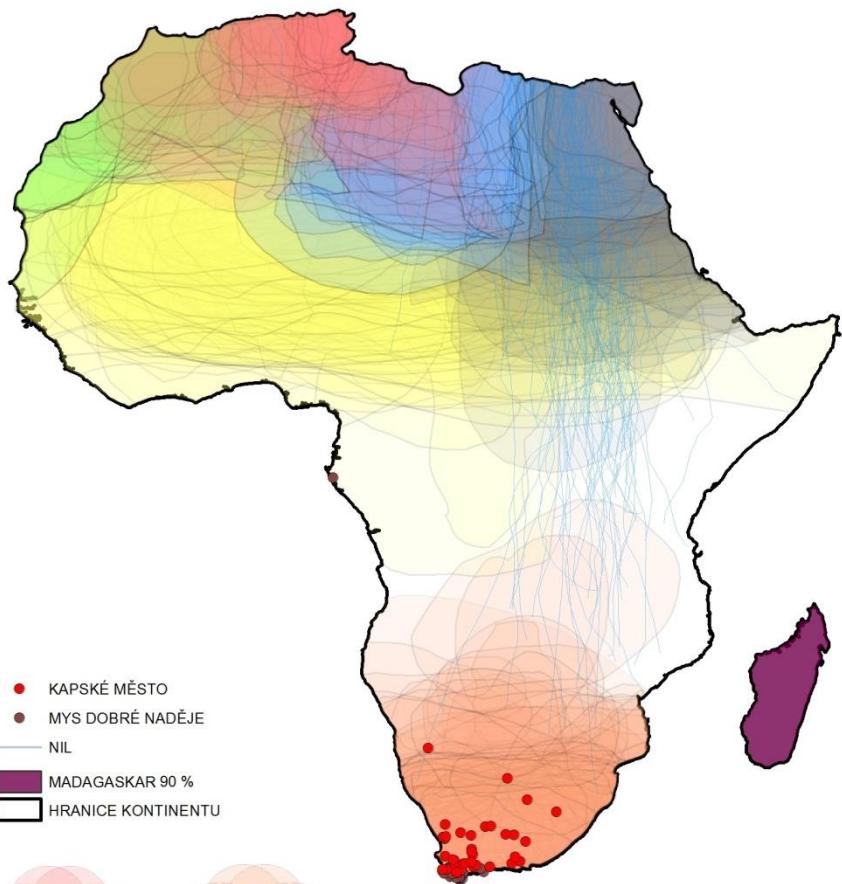 KAPSKÉ MĚSTO
MYS DOBRÉ NADĚJE
NIL
MADAGASKAR 90 %
HRANICE KONTINENTU